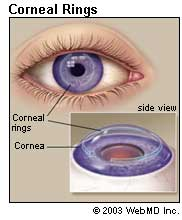 Corneal Rings
side view
Corneal
rings
Cornea
© 2003 WebMD Inc.